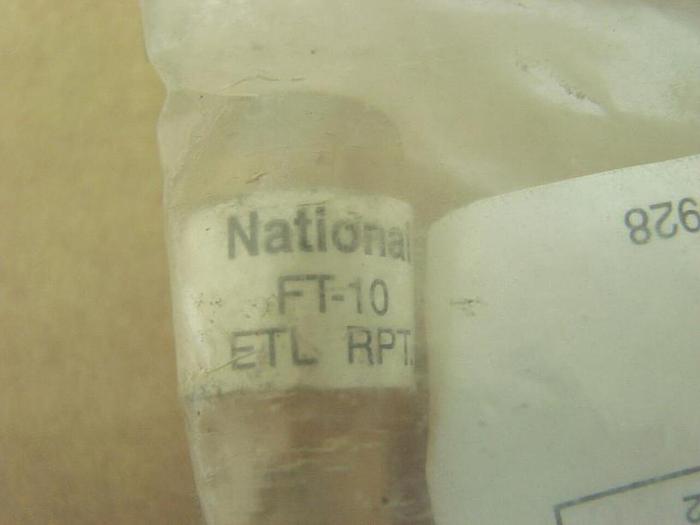 National
FT-10
ETL RPT.
928